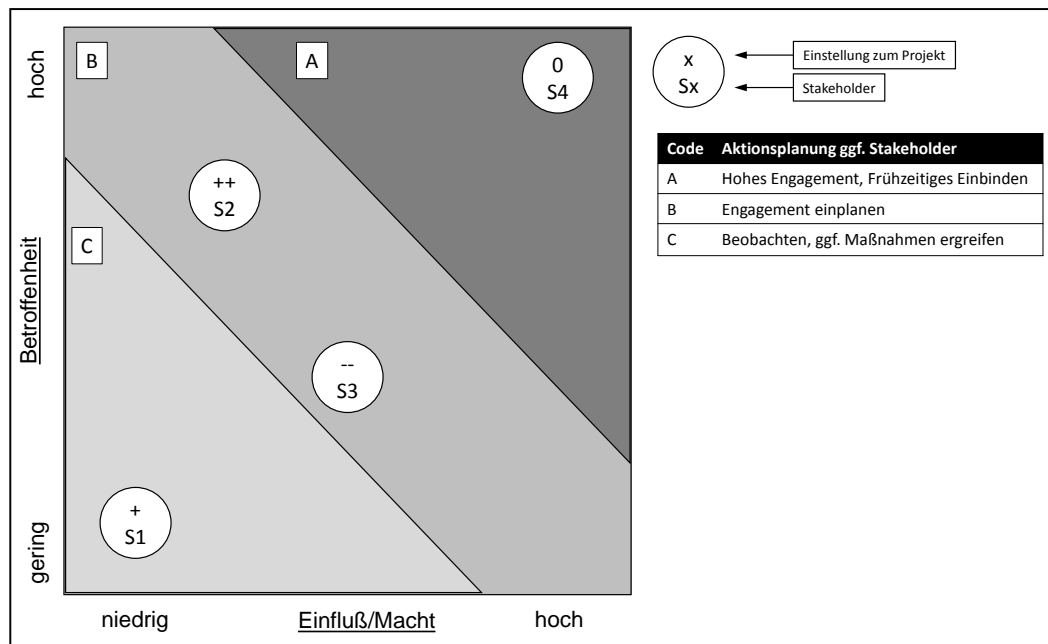 hoch
B
A
0
S4
x
Sx
Einstellung zum Projekt
Stakeholder
Code Aktionsplanung ggf. Stakeholder
A Hohes Engagement, Frühzeitiges Einbinden
B Engagement einplanen
C Beobachten, ggf. Maßnahmen ergreifen
++
S2
C
Betroffenheit
--
S3
+
S1
gering
niedrig Einfluß/Macht hoch